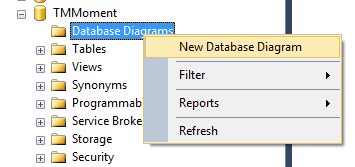 TMMoment
Database Diagrams
Tables
Views
Synonyms
Programmab
Service Broke
Storage
Security
New Database Diagram
Filter
Reports
Refresh